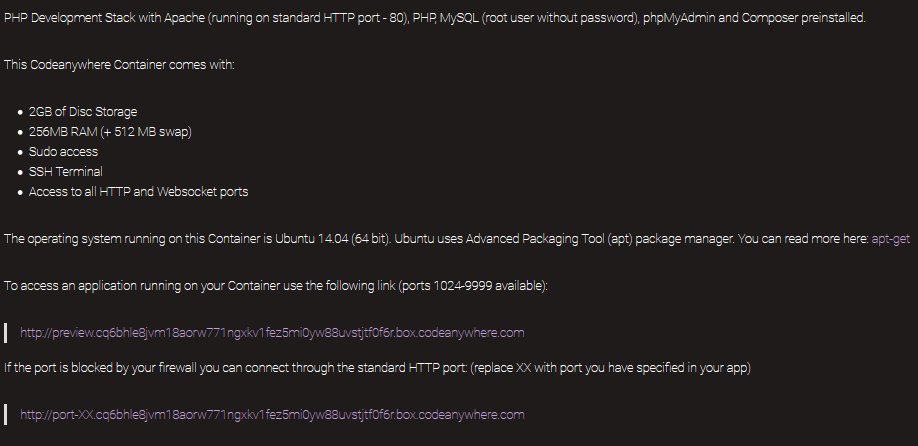 PHP Development Stack with Apache (running on standard HTTP port - 80), PHP, MySQL (root user without password), phpMyAdmin and Composer preinstalled.
This Codeanywhere Container comes with:
2GB of Disc Storage
256MB RAM (+ 512 MB swap)
Sudo access
SSH Terminal
Access to all HTTP and Websocket ports
The operating system running on this Container is Ubuntu 14.04 (64 bit). Ubuntu uses Advanced Packaging Tool (apt) package manager. You can read more here: apt-get
To access an application running on your Container use the following link (ports 1024-9999 available):
http://preview.cq6bhle8jvm18aorw771ngxkv1fez5mi0yw88uvstjtf0f6r.box.codeanywhere.com
If the port is blocked by your firewall you can connect through the standard HTTP port: (replace XX with port you have specified in your app)
http://port-XX.cq6bhle8jvm18aorw771ngxkv1fez5mi0yw88uvstjtf0f6r.box.codeanywhere.com